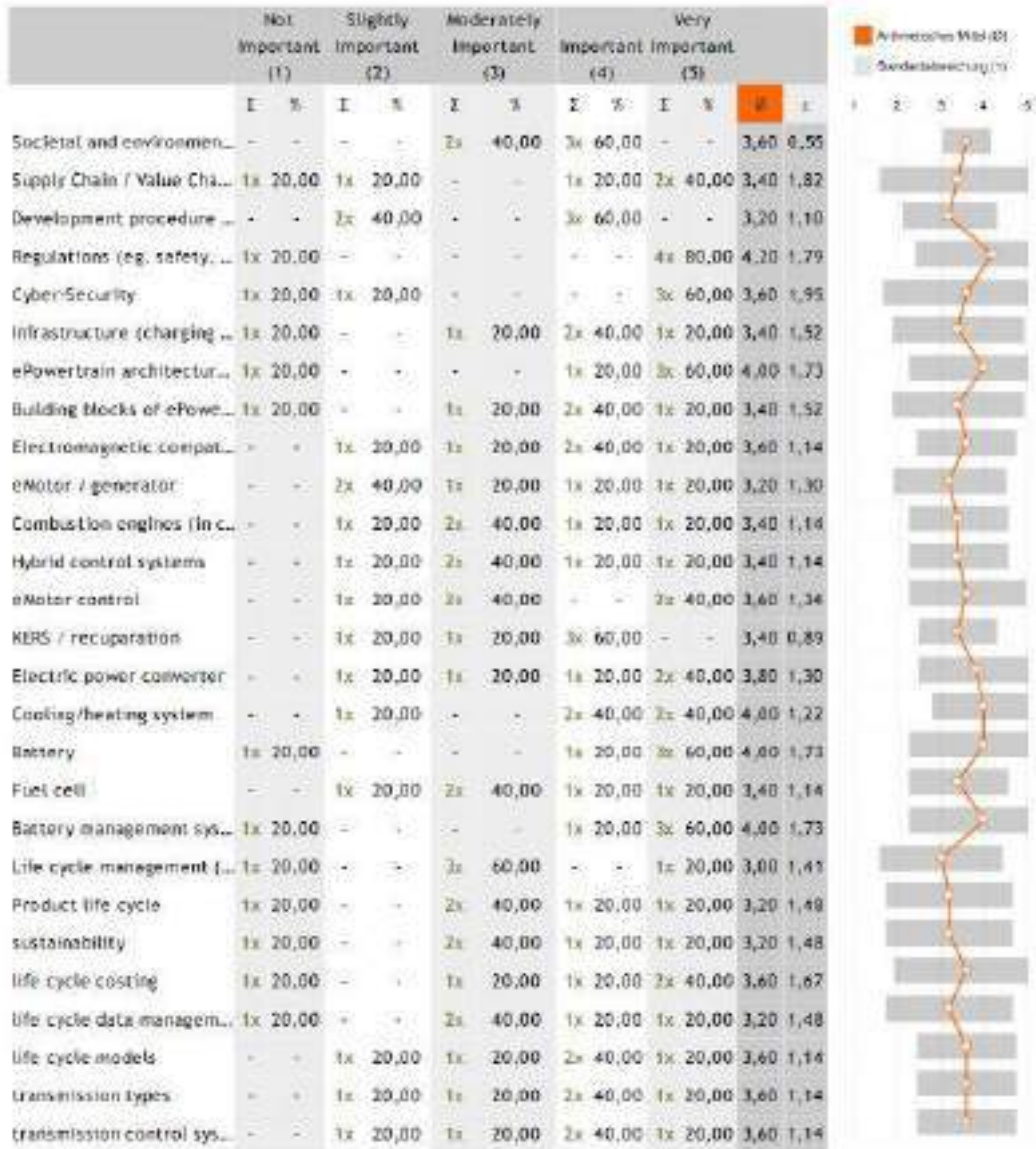 Not Slightly Moderately Very
Important Important Important Important Important
(1) (2) (3) (4) (5)
Arithmetisches Mittel (Ø)
Standardabweichung (±)
Σ % Σ % Σ % Σ % Σ % Ø ± 1 2 3 4 5
Societal and environmen... - - - - 2x 40,00 3x 60,00 - - 3,60 0,55
Supply Chain / Value Cha... 1x 20,00 1x 20,00 - - 1x 20,00 2x 40,00 3,40 1,82
Development procedure ... - - 2x 40,00 - - 3x 60,00 - - 3,20 1,10
Regulations (eg. safety, ... 1x 20,00 - - - - - - 4x 80,00 4,20 1,79
Cyber-Security 1x 20,00 1x 20,00 - - - - 3x 60,00 3,60 1,95
Infrastructure (charging ... 1x 20,00 - - 1x 20,00 2x 40,00 1x 20,00 3,40 1,52
ePowertrain architectur... 1x 20,00 - - - - 1x 20,00 3x 60,00 4,00 1,73
Building blocks of ePowe... 1x 20,00 - - 1x 20,00 2x 40,00 1x 20,00 3,40 1,52
Electromagnetic compat... - - 1x 20,00 1x 20,00 2x 40,00 1x 20,00 3,60 1,14
eMotor / generator - - 2x 40,00 1x 20,00 1x 20,00 1x 20,00 3,20 1,30
Combustion engines (in c... - - 1x 20,00 2x 40,00 1x 20,00 1x 20,00 3,40 1,14
Hybrid control systems - - 1x 20,00 2x 40,00 1x 20,00 1x 20,00 3,40 1,14
eMotor control - - 1x 20,00 2x 40,00 - - 2x 40,00 3,60 1,34
KERS / recuparation - - 1x 20,00 1x 20,00 3x 60,00 - - 3,40 0,89
Electric power converter - - 1x 20,00 1x 20,00 1x 20,00 2x 40,00 3,80 1,30
Cooling/heating system - - 1x 20,00 - - 2x 40,00 2x 40,00 4,00 1,22
Battery 1x 20,00 - - - - 1x 20,00 3x 60,00 4,00 1,73
Fuel cell - - 1x 20,00 2x 40,00 1x 20,00 1x 20,00 3,40 1,14
Battery management sys... 1x 20,00 - - - - 1x 20,00 3x 60,00 4,00 1,73
Life cycle management (... 1x 20,00 - - 3x 60,00 - - 1x 20,00 3,00 1,41
Product life cycle 1x 20,00 - - 2x 40,00 1x 20,00 1x 20,00 3,20 1,48
sustainability 1x 20,00 - - 2x 40,00 1x 20,00 1x 20,00 3,20 1,48
life cycle costing 1x 20,00 - - 1x 20,00 1x 20,00 2x 40,00 3,60 1,67
life cycle data managem... 1x 20,00 - - 2x 40,00 1x 20,00 1x 20,00 3,20 1,48
life cycle models - - 1x 20,00 1x 20,00 2x 40,00 1x 20,00 3,60 1,14
transmission types - - 1x 20,00 1x 20,00 2x 40,00 1x 20,00 3,60 1,14
transmission control sys... - - 1x 20,00 1x 20,00 2x 40,00 1x 20,00 3,60 1,14